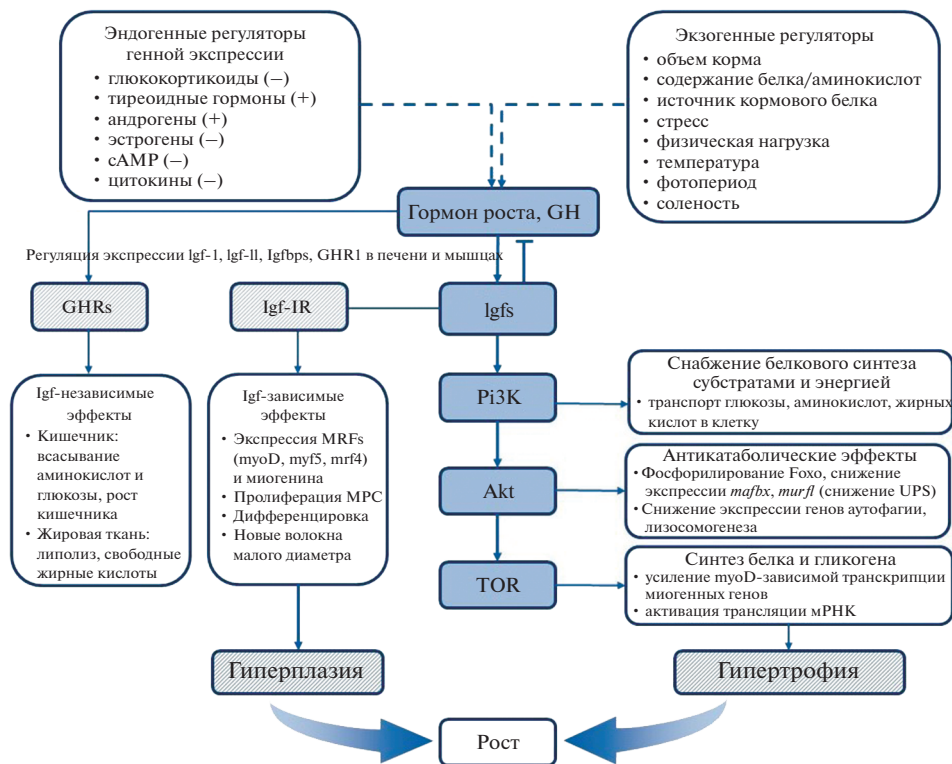 Эндогенные регуляторы
генной экспрессии
• глюкокортикоиды (–)
• тиреоидные гормоны (+)
• андрогены (+)
• эстрогены (–)
• cAMP (–)
• цитокины (–)
Экзогенные регуляторы
• объем корма
• содержание белка/аминокислот
• источник кормового белка
• стресс
• физическая нагрузка
• температура
• фотопериод
• соленость
Гормон роста, GH
Регуляция экспрессии lgf-1, lgf-ll, Igfbps, GHR1 в печени и мышцах
GHRs
Igf-IR
lgfs
Igf-независимые
эффекты
• Кишечник:
всасывание
аминокислот и
глюкозы, рост
кишечника
• Жировая ткань:
липолиз, свободные
жирные кислоты
Igf-зависимые
эффекты
• Экспрессия MRFs
(myoD, myf5, mrf4)
и миогенина
• Пролиферация MPC
• Дифференцировка
• Новые волокна
малого диаметра
Pi3K
Снабжение белкового синтеза
субстратами и энергией
• транспорт глюкозы, аминокислот, жирных
кислот в клетку
Akt
Антикатаболические эффекты
• Фосфорилирование Foxo, снижение
экспрессии mafbx, murfl (снижение UPS)
• Снижение экспрессии генов аутофагии,
лизосомогенеза
TOR
Синтез белка и гликогена
• усиление myoD-зависимой транскрипции
миогенных генов
• активация трансляции мРНК
Гиперплазия
Гипертрофия
Рост